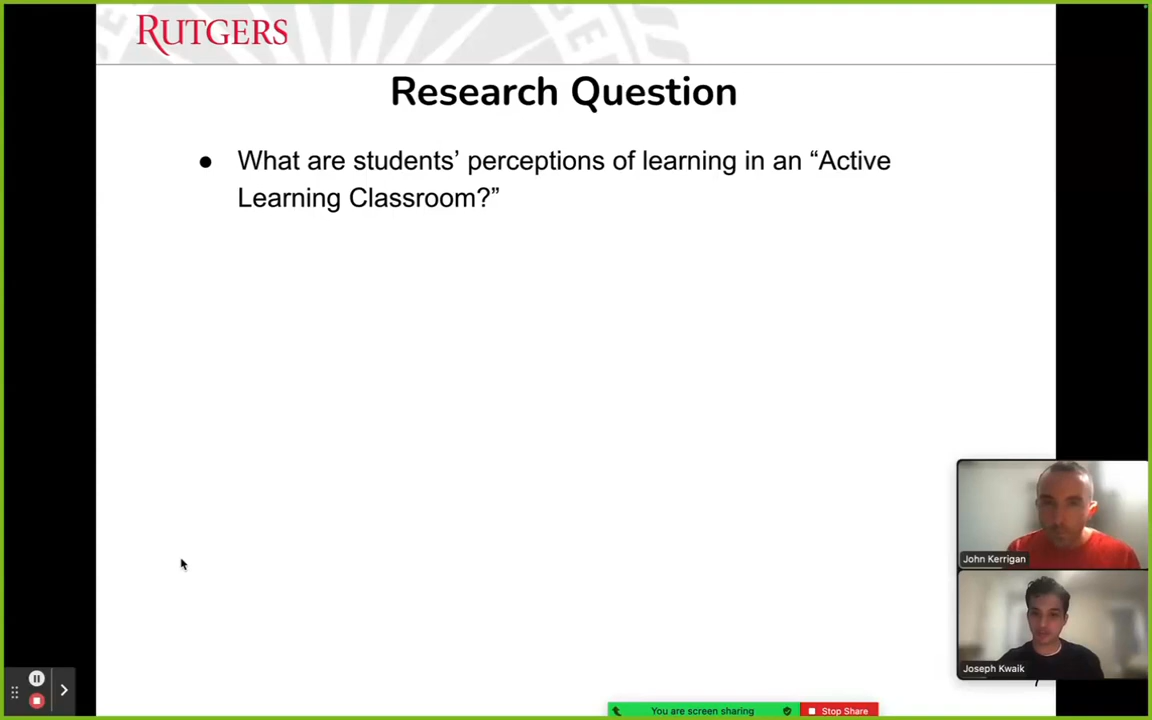 RUTGERS
Research Question
● What are students’ perceptions of learning in an “Active
Learning Classroom?”
John Kerrigan
Joseph Kwaik
You are screen sharing
Stop Share